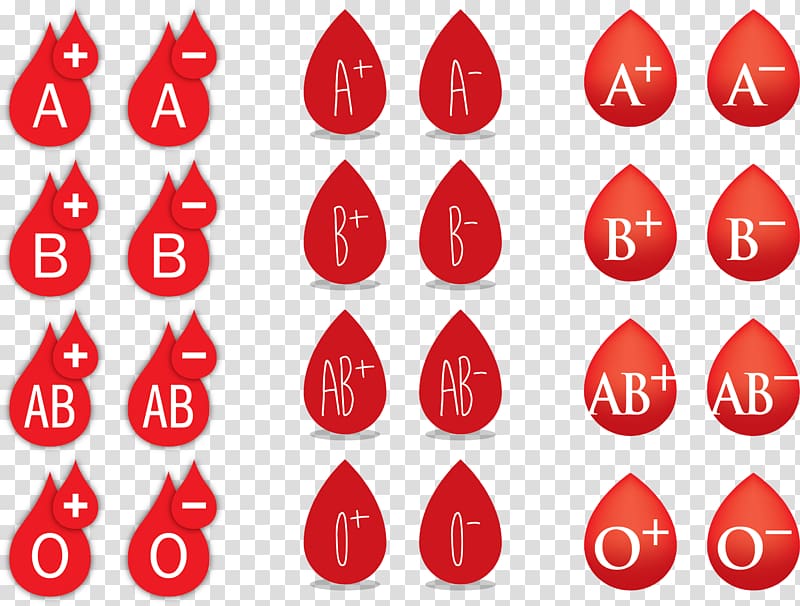 A+ A− A+ A− A+ A−
B+ B− B+ B− B+ B−
AB+ AB− AB+ AB− AB+ AB−
O+ O− O+ O− O+ O−